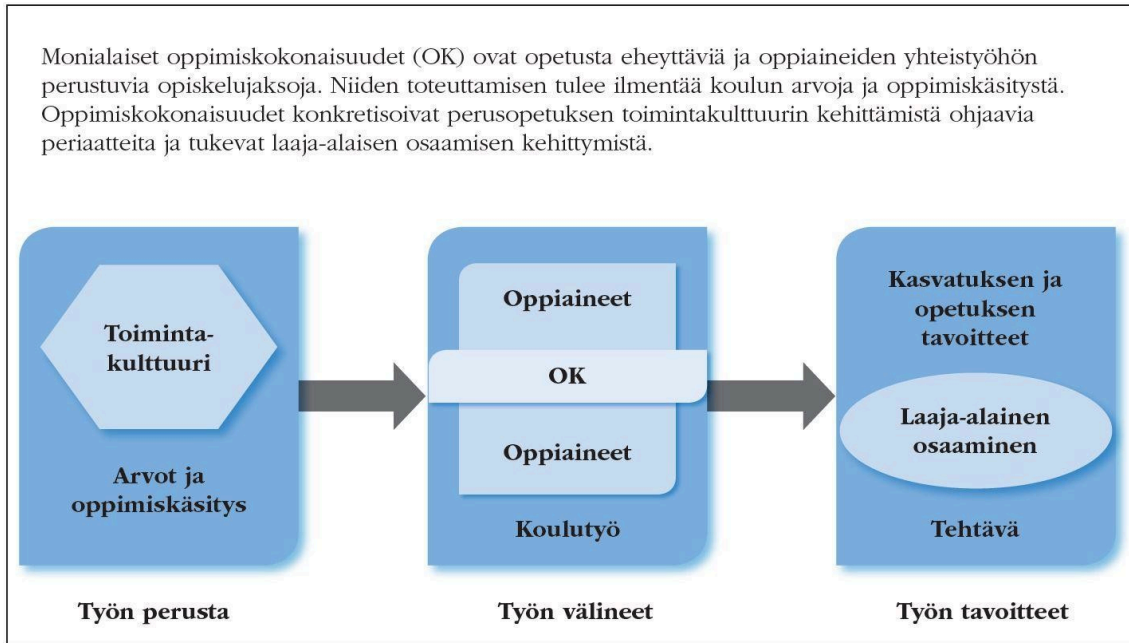 Monialaiset oppimiskokonaisuudet (OK) ovat opetusta eheyttäviä ja oppiaineiden yhteistyöhön
perustuvia opiskelujaksoja. Niiden toteuttamisen tulee ilmentää koulun arvoja ja oppimiskäsitystä.
Oppimiskokonaisuudet konkretisoivat perusopetuksen toimintakulttuurin kehittämistä ohjaavia
periaatteita ja tukevat laaja-alaisen osaamisen kehittymistä.
Toiminta-
kulttuuri
Arvot ja
oppimiskäsitys
Työn perusta
Oppiaineet
OK
Oppiaineet
Koulutyö
Työn välineet
Kasvatuksen ja
opetuksen
tavoitteet
Laaja-alainen
osaaminen
Tehtävä
Työn tavoitteet